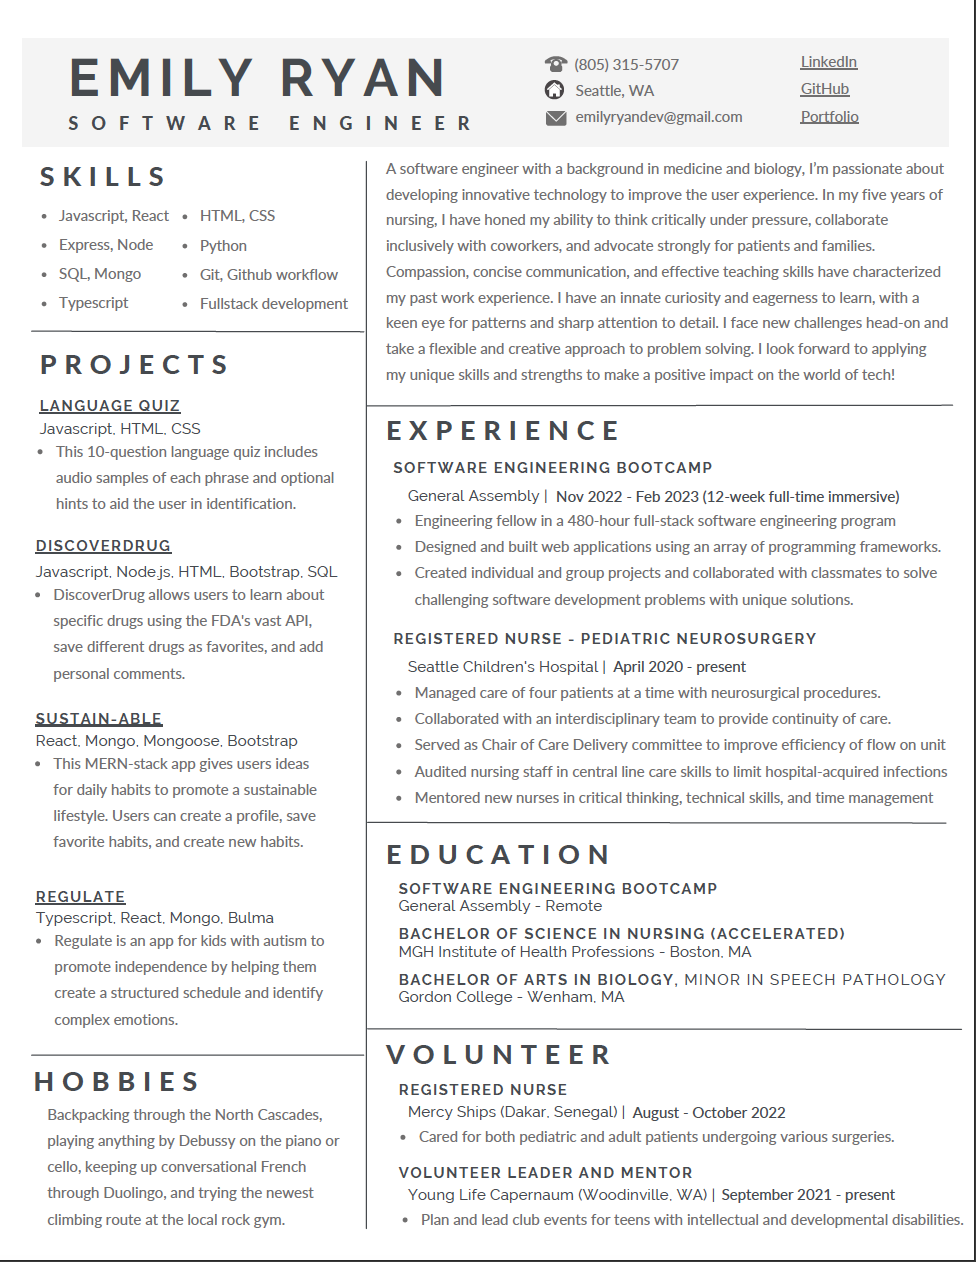 EMILY RYAN
SOFTWARE ENGINEER
(805) 315-5707
Seattle, WA
emilyryandev@gmail.com
LinkedIn
GitHub
Portfolio
SKILLS
• Javascript, React
• Express, Node
• SQL, Mongo
• Typescript
• HTML, CSS
• Python
• Git, Github workflow
• Fullstack development
PROJECTS
LANGUAGE QUIZ
Javascript, HTML, CSS
• This 10-question language quiz includes
audio samples of each phrase and optional
hints to aid the user in identification.
DISCOVERDRUG
Javascript, Node.js, HTML, Bootstrap, SQL
• DiscoverDrug allows users to learn about
specific drugs using the FDA's vast API,
save different drugs as favorites, and add
personal comments.
SUSTAIN-ABLE
React, Mongo, Mongoose, Bootstrap
• This MERN-stack app gives users ideas
for daily habits to promote a sustainable
lifestyle. Users can create a profile, save
favorite habits, and create new habits.
REGULATE
Typescript, React, Mongo, Bulma
• Regulate is an app for kids with autism to
promote independence by helping them
create a structured schedule and identify
complex emotions.
HOBBIES
Backpacking through the North Cascades,
playing anything by Debussy on the piano or
cello, keeping up conversational French
through Duolingo, and trying the newest
climbing route at the local rock gym.
A software engineer with a background in medicine and biology, I'm passionate about
developing innovative technology to improve the user experience. In my five years of
nursing, I have honed my ability to think critically under pressure, collaborate
inclusively with coworkers, and advocate strongly for patients and families.
Compassion, concise communication, and effective teaching skills have characterized
my past work experience. I have an innate curiosity and eagerness to learn, with a
keen eye for patterns and sharp attention to detail. I face new challenges head-on and
take a flexible and creative approach to problem solving. I look forward to applying
my unique skills and strengths to make a positive impact on the world of tech!
EXPERIENCE
SOFTWARE ENGINEERING BOOTCAMP
General Assembly | Nov 2022 - Feb 2023 (12-week full-time immersive)
• Engineering fellow in a 480-hour full-stack software engineering program
• Designed and built web applications using an array of programming frameworks.
• Created individual and group projects and collaborated with classmates to solve
challenging software development problems with unique solutions.
REGISTERED NURSE - PEDIATRIC NEUROSURGERY
Seattle Children's Hospital | April 2020 - present
• Managed care of four patients at a time with neurosurgical procedures.
• Collaborated with an interdisciplinary team to provide continuity of care.
• Served as Chair of Care Delivery committee to improve efficiency of flow on unit
• Audited nursing staff in central line care skills to limit hospital-acquired infections
• Mentored new nurses in critical thinking, technical skills, and time management
EDUCATION
SOFTWARE ENGINEERING BOOTCAMP
General Assembly - Remote
BACHELOR OF SCIENCE IN NURSING (ACCELERATED)
MGH Institute of Health Professions - Boston, MA
BACHELOR OF ARTS IN BIOLOGY, MINOR IN SPEECH PATHOLOGY
Gordon College - Wenham, MA
VOLUNTEER
REGISTERED NURSE
Mercy Ships (Dakar, Senegal) | August - October 2022
• Cared for both pediatric and adult patients undergoing various surgeries.
VOLUNTEER LEADER AND MENTOR
Young Life Capernaum (Woodinville, WA) | September 2021 - present
• Plan and lead club events for teens with intellectual and developmental disabilities.